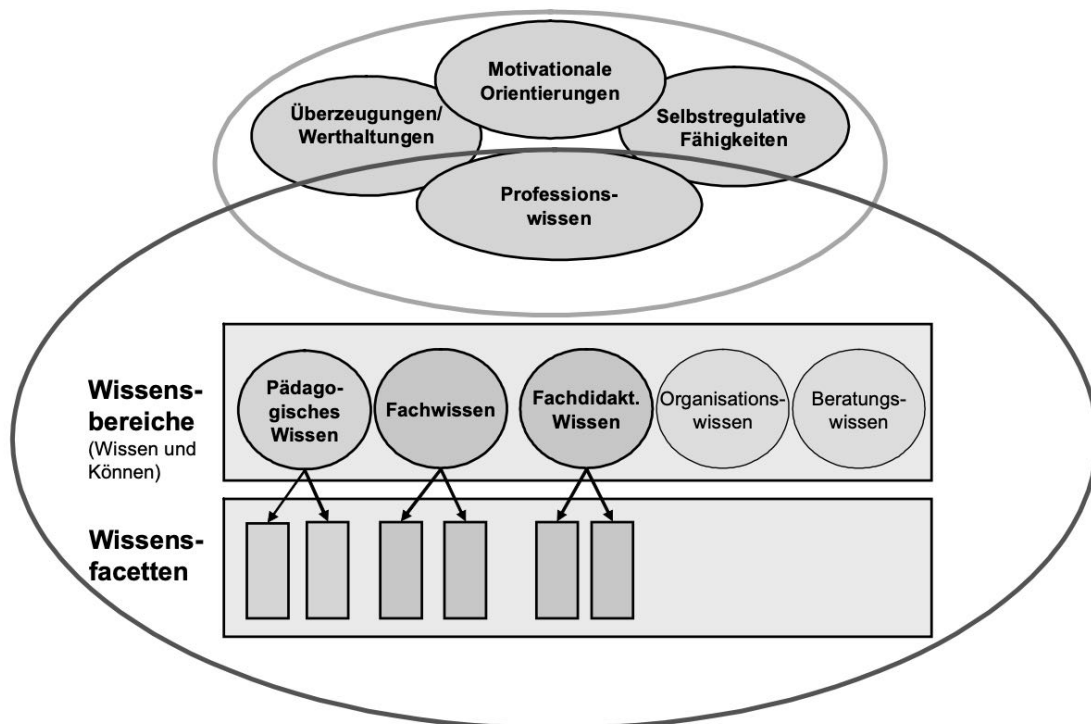 Motivationale
Orientierungen
Überzeugungen/
Werthaltungen
Selbstregulative
Fähigkeiten
Professions-
wissen
Wissens-
bereiche
(Wissen und
Können)
Pädago-
gisches
Wissen
Fachwissen
Fachdidakt.
Wissen
Organisations-
wissen
Beratungs-
wissen
Wissens-
facetten